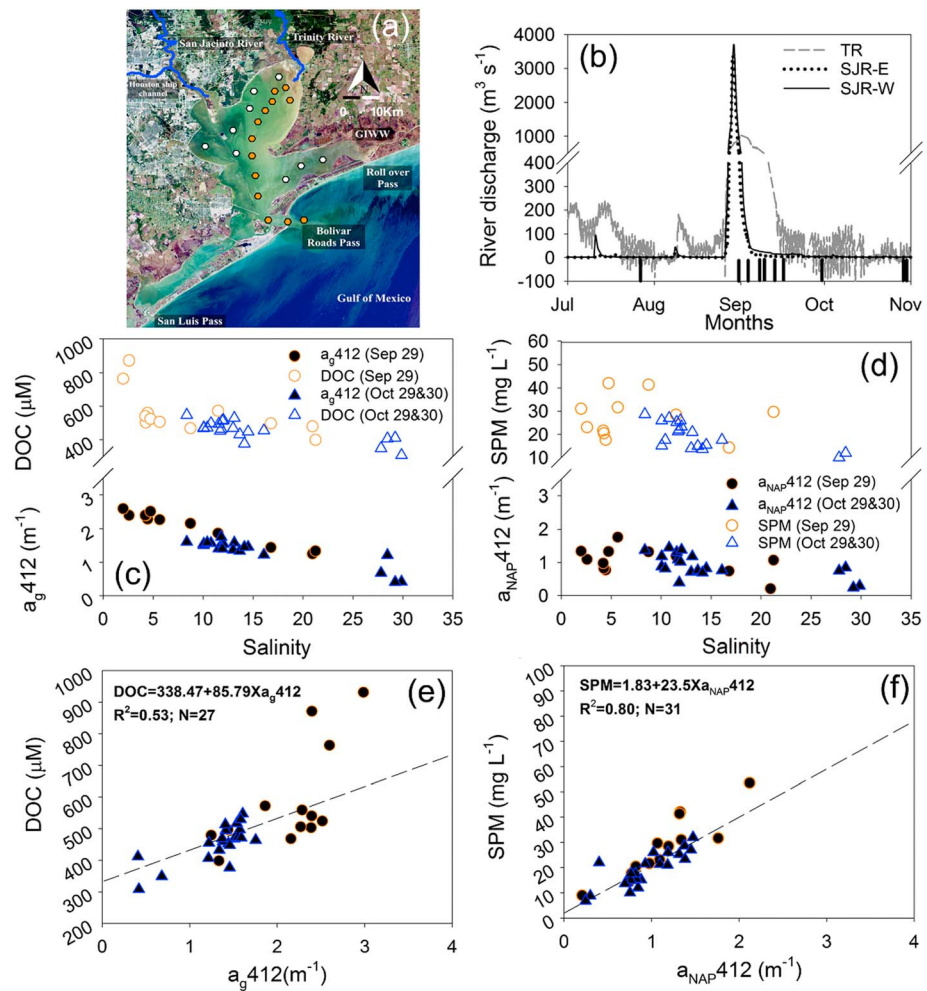 (a)
San Jacinto River
Trinity River
Houston ship
channel
N
0 10Km
GIWW
Roll over
Pass
Bolivar
Roads Pass
Gulf of Mexico
San Luis Pass
(b)
TR
SJR-E
SJR-W
River discharge (m³ s⁻¹)
4000
3000
2000
1000
400
300
200
100
0
-100
Jul Aug Sep Oct Nov
Months
(c)
a_g412 (Sep 29)
DOC (Sep 29)
a_g412 (Oct 29&30)
DOC (Oct 29&30)
DOC (μM)
1000
800
600
400
a_g412 (m⁻¹)
3
2
1
0
0 5 10 15 20 25 30 35
Salinity
(d)
SPM (mg L⁻¹)
60
50
40
30
20
10
a_NAP412 (m⁻¹)
3
2
1
0
a_NAP412 (Sep 29)
a_NAP412 (Oct 29&30)
SPM (Sep 29)
SPM (Oct 29&30)
0 5 10 15 20 25 30 35
Salinity
(e)
DOC=338.47+85.79Xa_g412
R²=0.53; N=27
DOC (μM)
1000
900
800
700
600
500
400
300
200
0 1 2 3 4
a_g412(m⁻¹)
(f)
SPM=1.83+23.5Xa_NAP412
R²=0.80; N=31
SPM (mg L⁻¹)
100
90
80
70
60
50
40
30
20
10
0
0 1 2 3 4
a_NAP412 (m⁻¹)